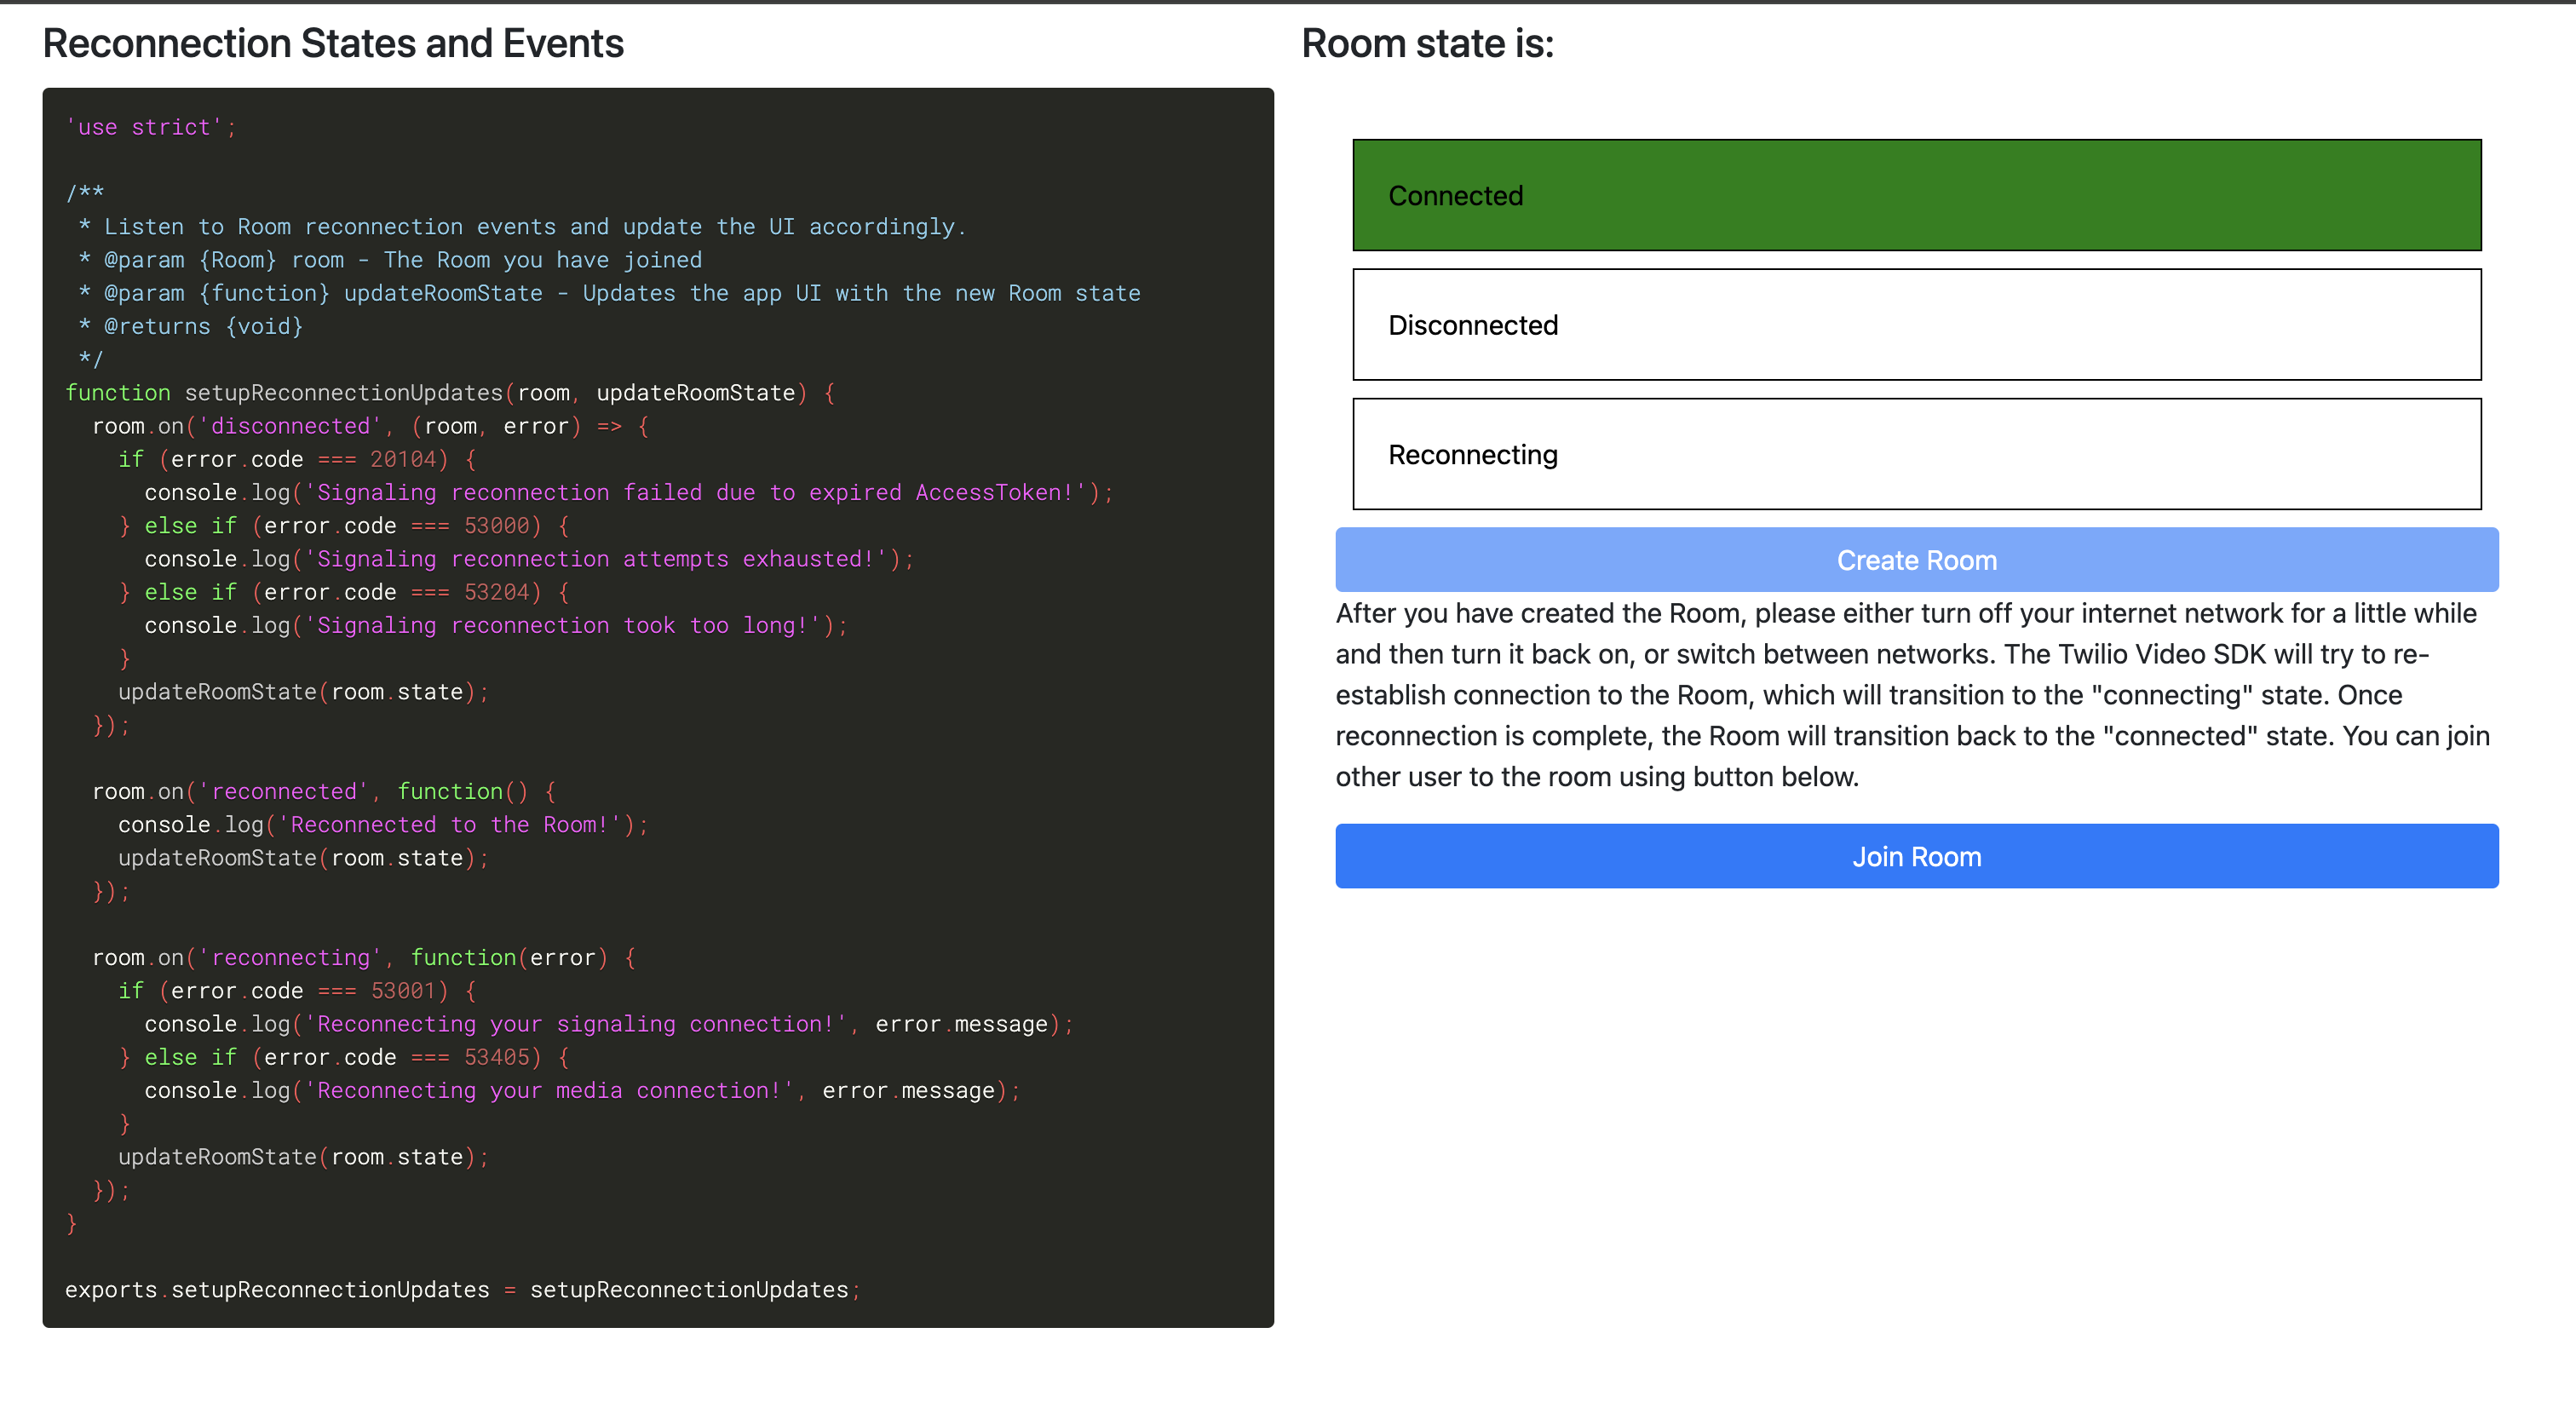 Reconnection States and Events
'use strict';
/**
 * Listen to Room reconnection events and update the UI accordingly.
 * @param {Room} room - The Room you have joined
 * @param {function} updateRoomState - Updates the app UI with the new Room state
 * @returns {void}
 */
function setupReconnectionUpdates(room, updateRoomState) {
  room.on('disconnected', (room, error) => {
    if (error.code === 20104) {
      console.log('Signaling reconnection failed due to expired AccessToken!');
    } else if (error.code === 53000) {
      console.log('Signaling reconnection attempts exhausted!');
    } else if (error.code === 53204) {
      console.log('Signaling reconnection took too long!');
    }
    updateRoomState(room.state);
  });

  room.on('reconnected', function() {
    console.log('Reconnected to the Room!');
    updateRoomState(room.state);
  });

  room.on('reconnecting', function(error) {
    if (error.code === 53001) {
      console.log('Reconnecting your signaling connection!', error.message);
    } else if (error.code === 53405) {
      console.log('Reconnecting your media connection!', error.message);
    }
    updateRoomState(room.state);
  });
}

exports.setupReconnectionUpdates = setupReconnectionUpdates;
Room state is:
Connected
Disconnected
Reconnecting
Create Room
After you have created the Room, please either turn off your internet network for a little while
and then turn it back on, or switch between networks. The Twilio Video SDK will try to re-
establish connection to the Room, which will transition to the "connecting" state. Once
reconnection is complete, the Room will transition back to the "connected" state. You can join
other user to the room using button below.
Join Room